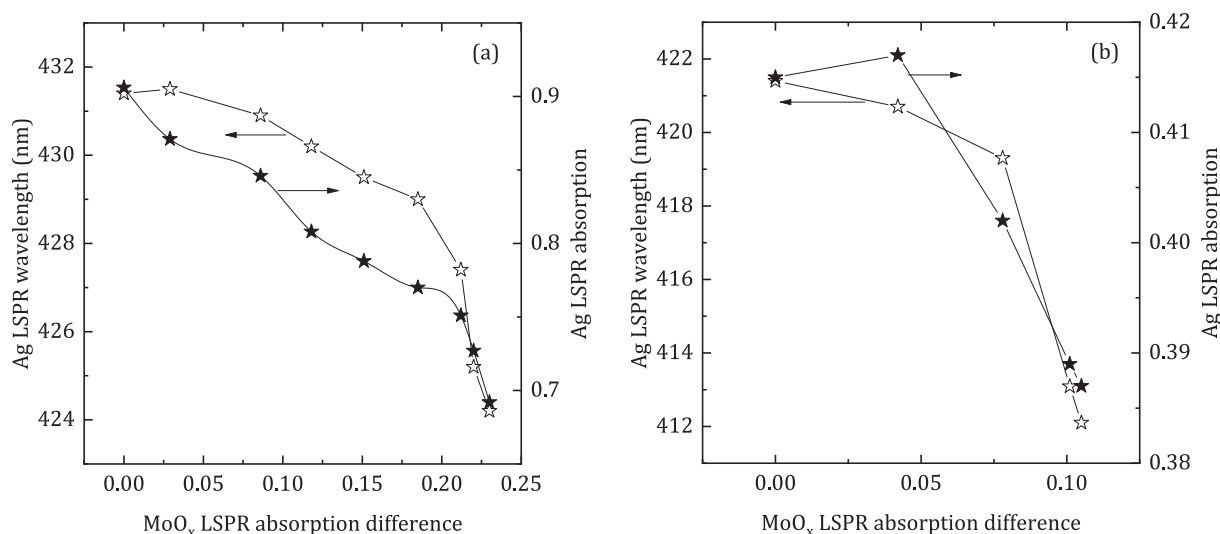 (a)
Ag LSPR wavelength (nm)
432
430
428
426
424
0.9
0.8
0.7
Ag LSPR absorption
0.00 0.05 0.10 0.15 0.20 0.25
MoOₓ LSPR absorption difference
(b)
Ag LSPR wavelength (nm)
422
420
418
416
414
412
0.42
0.41
0.40
0.39
0.38
Ag LSPR absorption
0.00 0.05 0.10
MoOₓ LSPR absorption difference